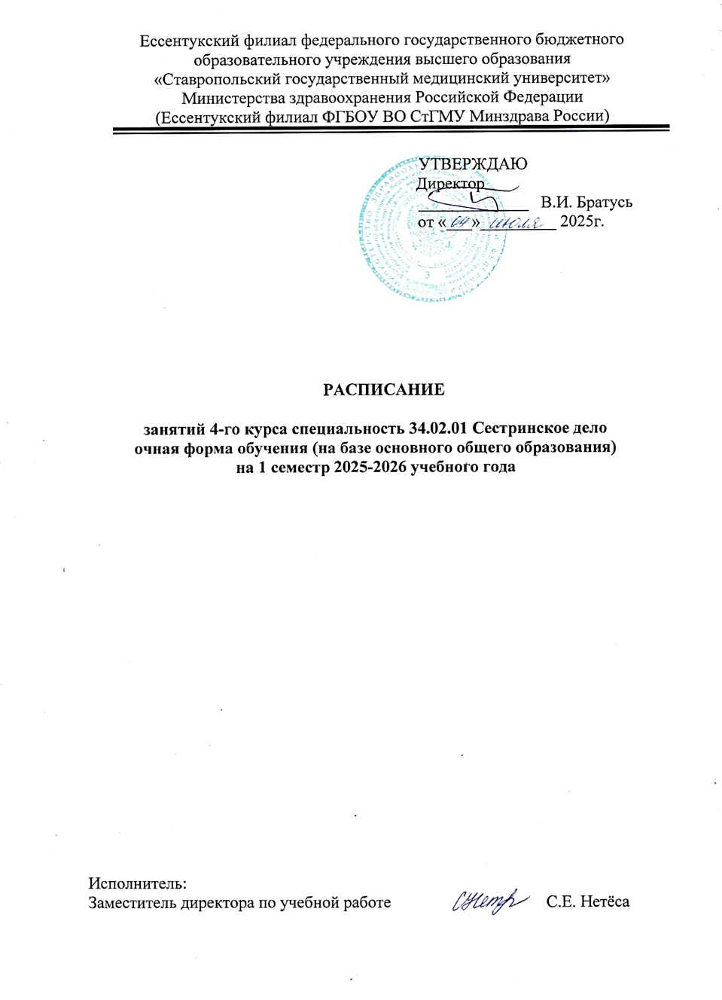 Ессентукский филиал федерального государственного бюджетного
образовательного учреждения высшего образования
«Ставропольский государственный медицинский университет»
Министерства здравоохранения Российской Федерации
(Ессентукский филиал ФГБОУ ВО СтГМУ Минздрава России)
УТВЕРЖДАЮ
Директор
В.И. Братусь
от «04» июля 2025г.
РАСПИСАНИЕ
занятий 4-го курса специальность 34.02.01 Сестринское дело
очная форма обучения (на базе основного общего образования)
на 1 семестр 2025-2026 учебного года
Исполнитель:
Заместитель директора по учебной работе С.Е. Нетёса